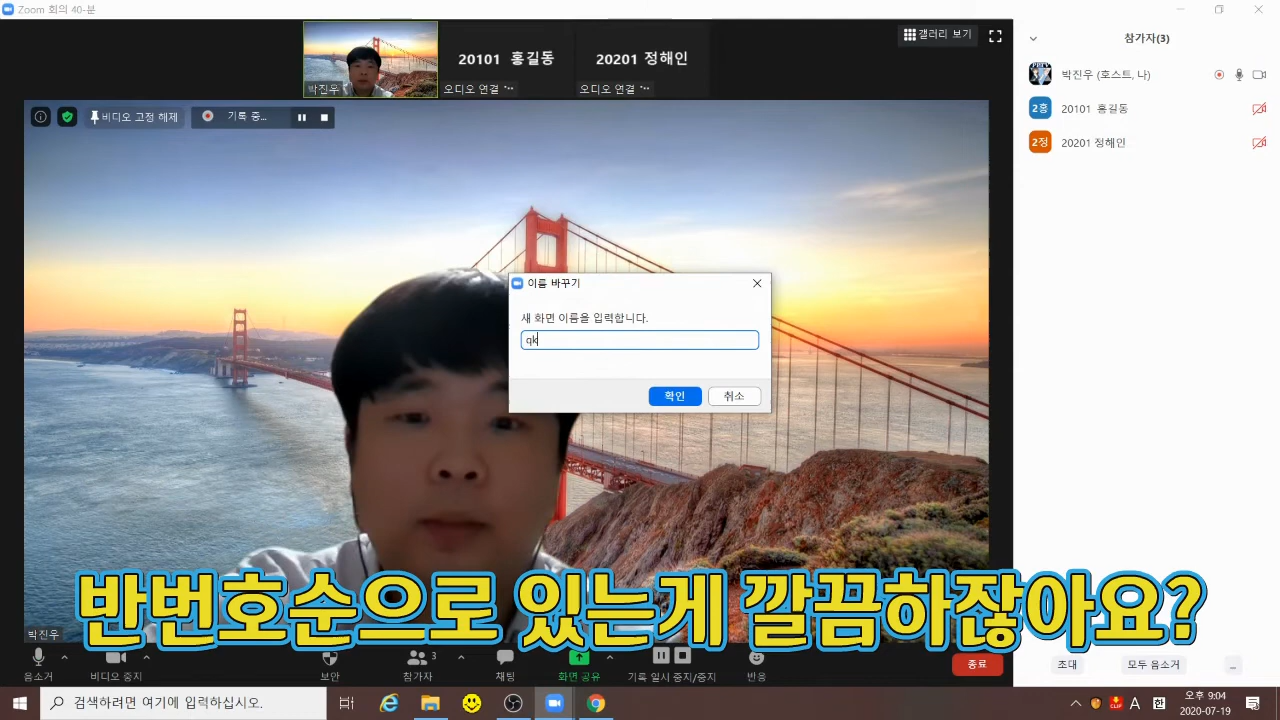 Zoom 회의 40-분
갤러리 보기
20101 홍길동
20201 정해인
박진우
오디오 연결 ···
오디오 연결 ···
비디오 고정 해제
기록 중...
참가자(3)
박진우 (호스트, 나)
2홍
20101 홍길동
2정
20201 정해인
이름 바꾸기
새 화면 이름을 입력합니다.
qk
확인
취소
반번호순으로 있는게 깔끔하잖아요?
박진우
음소거
비디오 중지
보안
3
참가자
채팅
화면 공유
기록 일시 중지/중지
반응
종료
초대
모두 음소거
...
검색하려면 여기에 입력하십시오.
CLIP
A
한
오후 9:04
2020-07-19